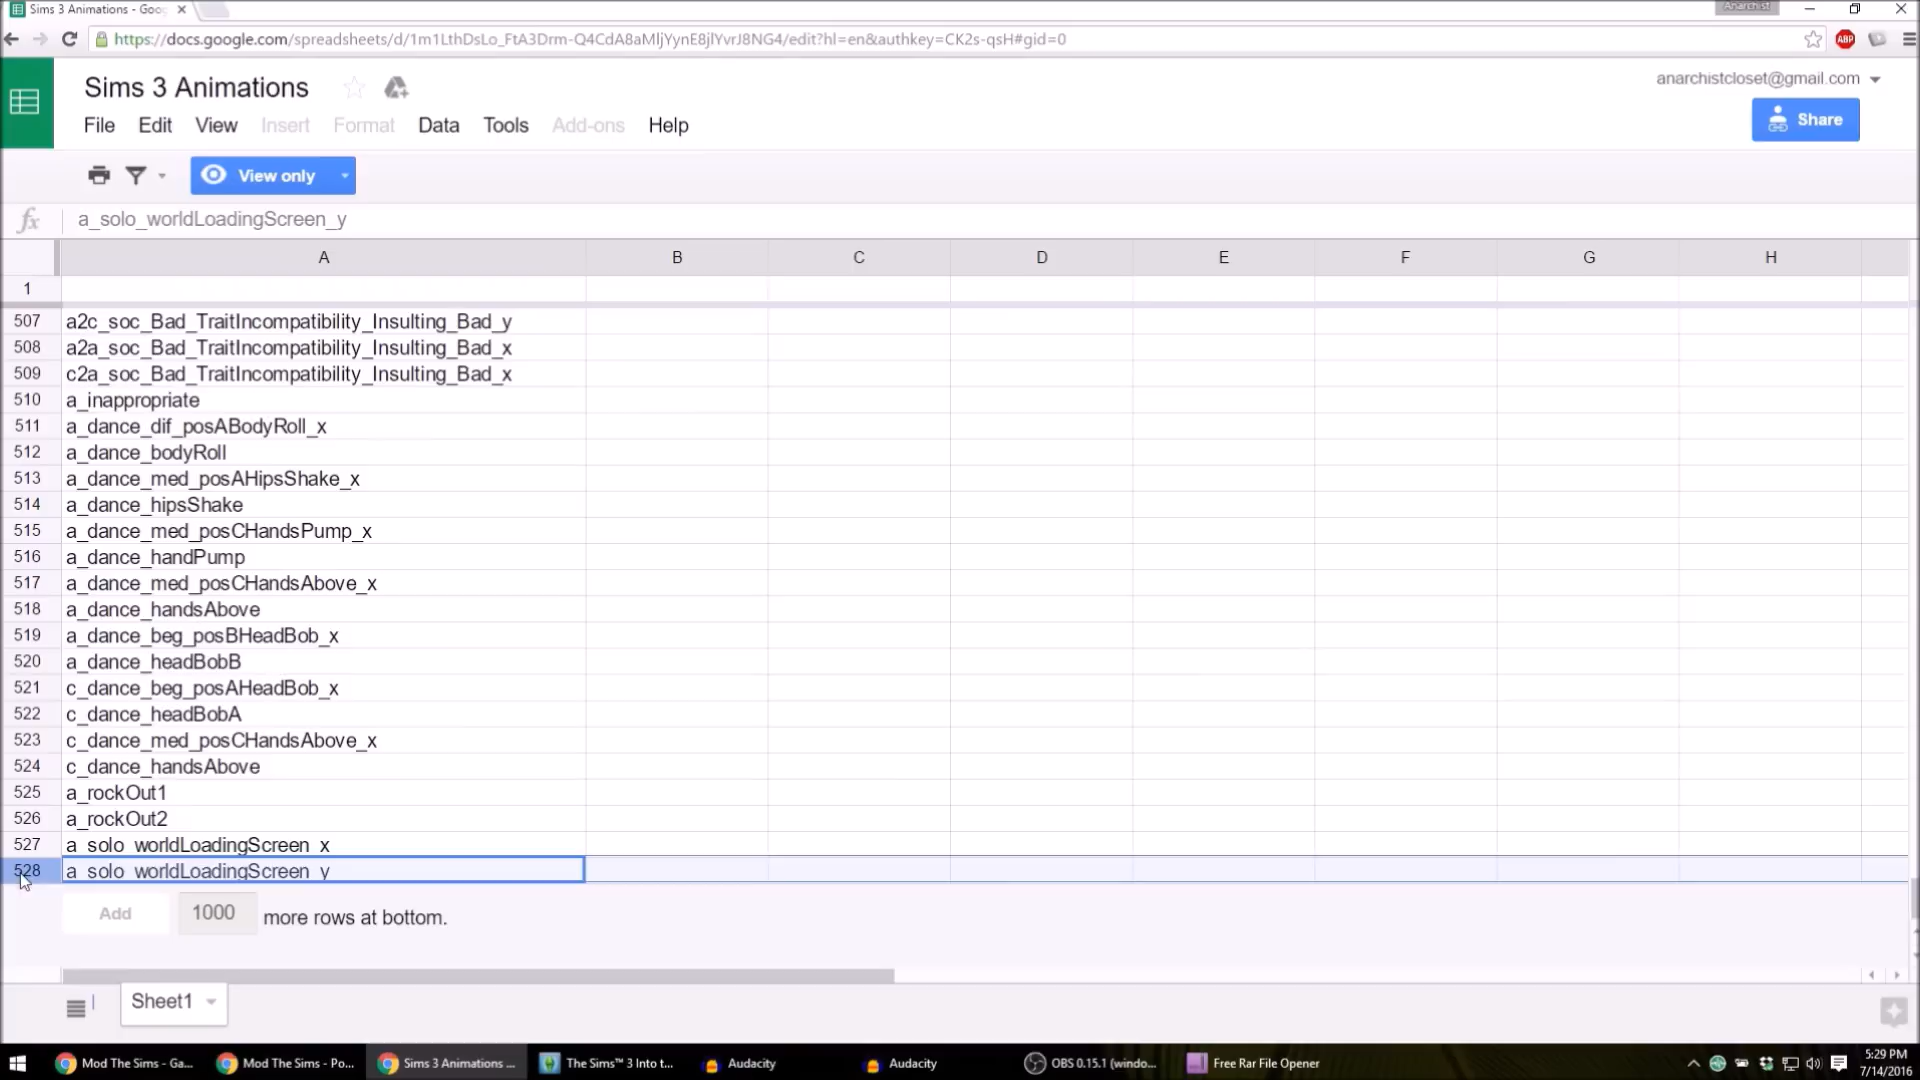 Sims 3 Animations - Goo
Anarchist
https://docs.google.com/spreadsheets/d/1m1LthDsLo_FtA3Drm-Q4CdA8aMljYynE8jlYvrJ8NG4/edit?hl=en&authkey=CK2s-qsH#gid=0
ABP
Sims 3 Animations
anarchistcloset@gmail.com
File Edit View Insert Format Data Tools Add-ons Help
Share
View only
fx a_solo_worldLoadingScreen_y
A B C D E F G H
1
507 a2c_soc_Bad_TraitIncompatibility_Insulting_Bad_y
508 a2a_soc_Bad_TraitIncompatibility_Insulting_Bad_x
509 c2a_soc_Bad_TraitIncompatibility_Insulting_Bad_x
510 a_inappropriate
511 a_dance_dif_posABodyRoll_x
512 a_dance_bodyRoll
513 a_dance_med_posAHipsShake_x
514 a_dance_hipsShake
515 a_dance_med_posCHandsPump_x
516 a_dance_handPump
517 a_dance_med_posCHandsAbove_x
518 a_dance_handsAbove
519 a_dance_beg_posBHeadBob_x
520 a_dance_headBobB
521 c_dance_beg_posAHeadBob_x
522 c_dance_headBobA
523 c_dance_med_posCHandsAbove_x
524 c_dance_handsAbove
525 a_rockOut1
526 a_rockOut2
527 a_solo_worldLoadingScreen_x
528 a_solo_worldLoadingScreen_y
Add 1000 more rows at bottom.
Sheet1
Mod The Sims - Ga... Mod The Sims - Po... Sims 3 Animations ... The Sims™ 3 Into t... Audacity Audacity OBS 0.15.1 (windo... Free Rar File Opener
5:29 PM
7/14/2016